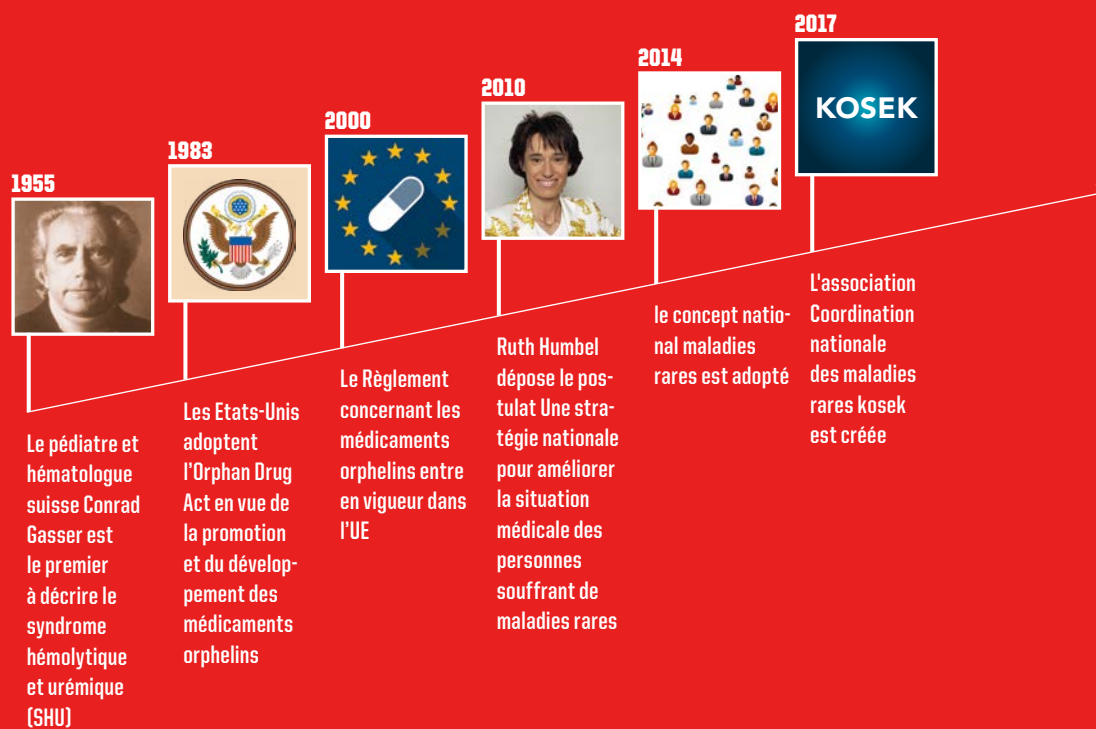 1955
Le pédiatre et
hématologue
suisse Conrad
Gasser est
le premier
à décrire le
syndrome
hémolytique
et urémique
(SHU)
1983
Les Etats-Unis
adoptent
l'Orphan Drug
Act en vue de
la promotion
et du dévelop-
pement des
médicaments
orphelins
2000
Le Règlement
concernant les
médicaments
orphelins entre
en vigueur dans
l'UE
2010
Ruth Humbel
dépose le pos-
tulat Une stra-
tégie nationale
pour améliorer
la situation
médicale des
personnes
souffrant de
maladies rares
2014
le concept natio-
nal maladies
rares est adopté
2017
KOSEK
L'association
Coordination
nationale
des maladies
rares kosek
est créée